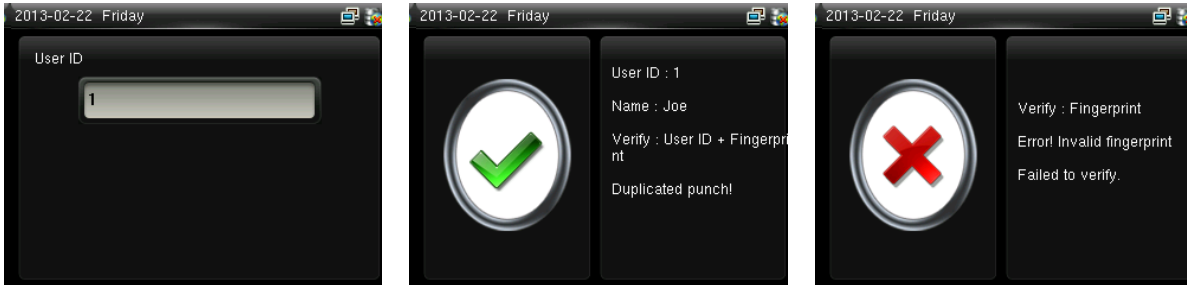 2013-02-22 Friday
User ID
1
2013-02-22 Friday
User ID : 1
Name : Joe
Verify : User ID + Fingerpri
nt
Duplicated punch!
2013-02-22 Friday
Verify : Fingerprint
Error! Invalid fingerprint
Failed to verify.